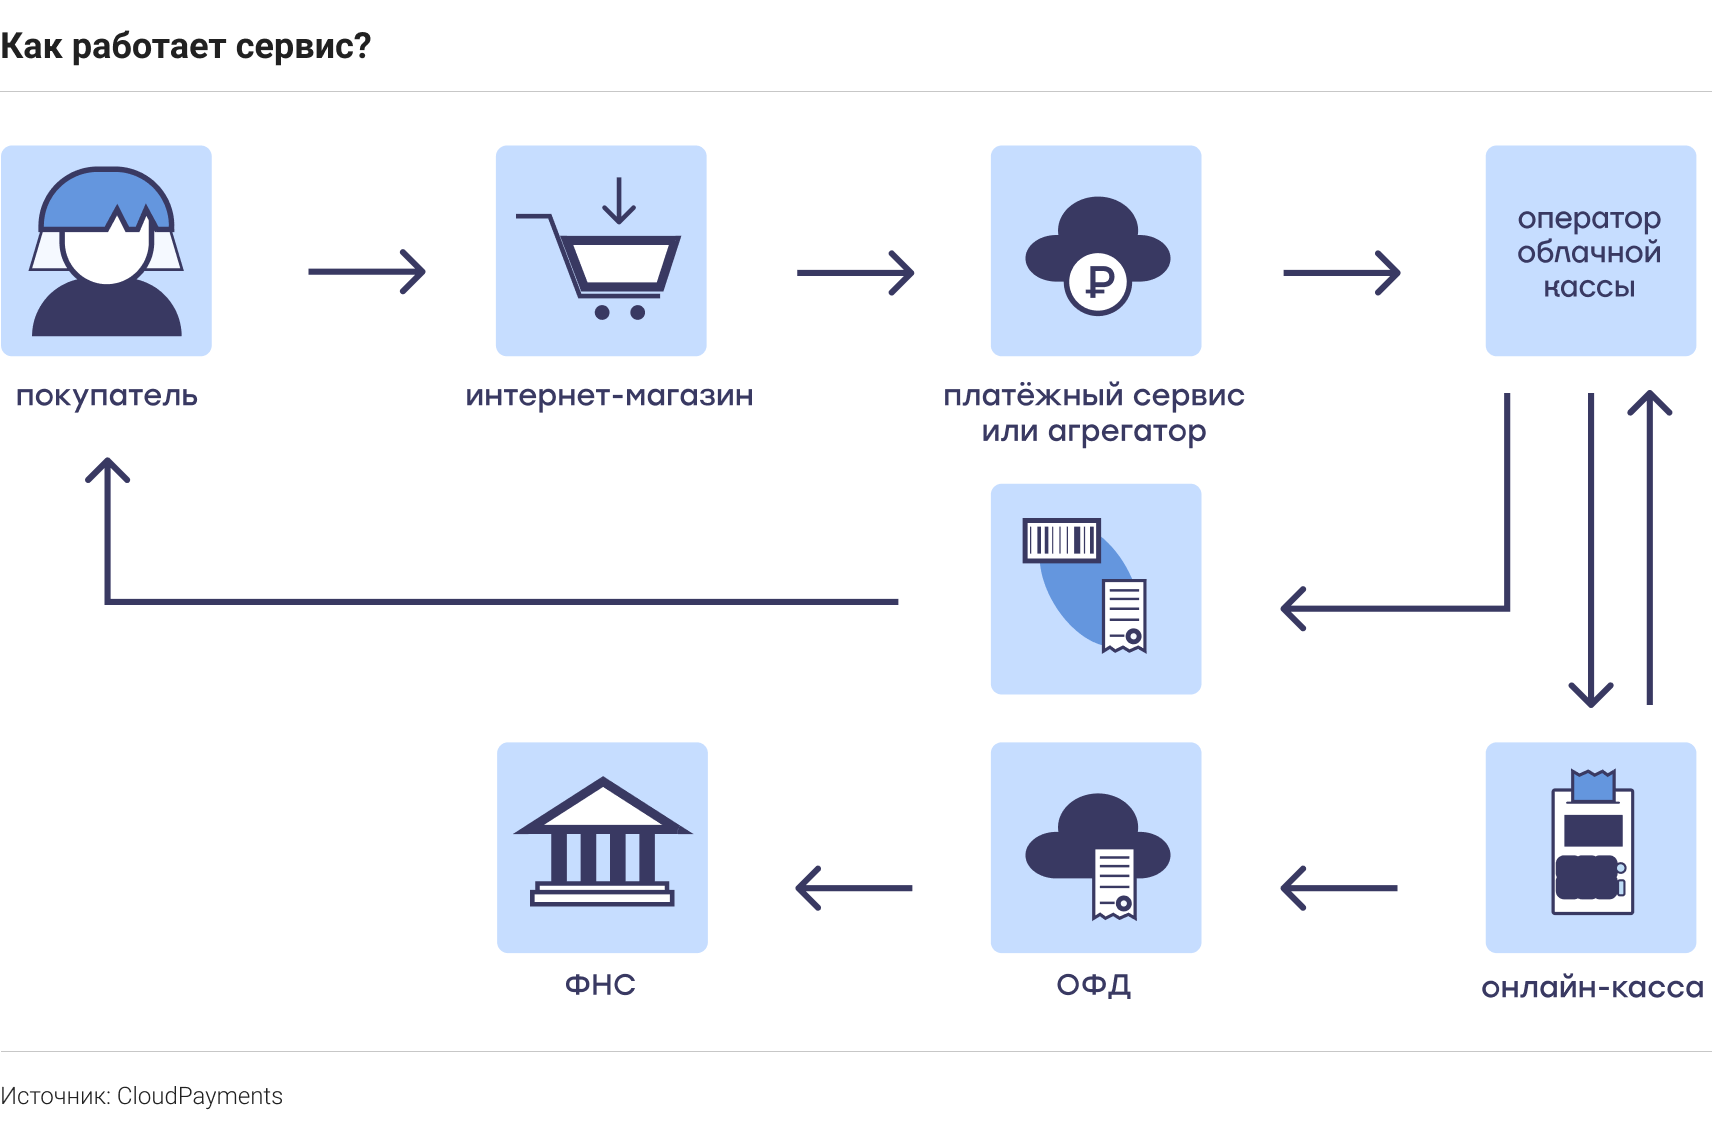 Как работает сервис?
оператор
облачной
кассы
покупатель
интернет-магазин
платёжный сервис
или агрегатор
ФНС
ОФД
онлайн-касса
Источник: CloudPayments